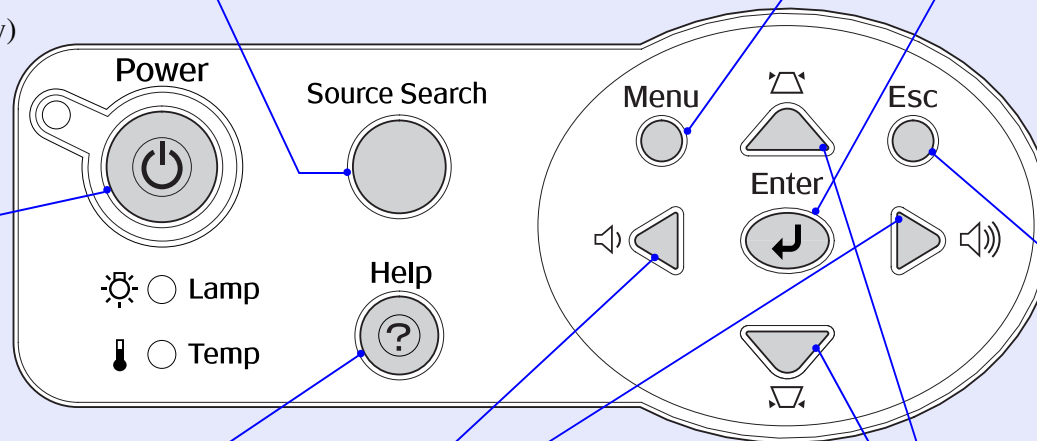 y)
Power
Source Search
Menu
Esc
Enter
Help
?
Lamp
Temp